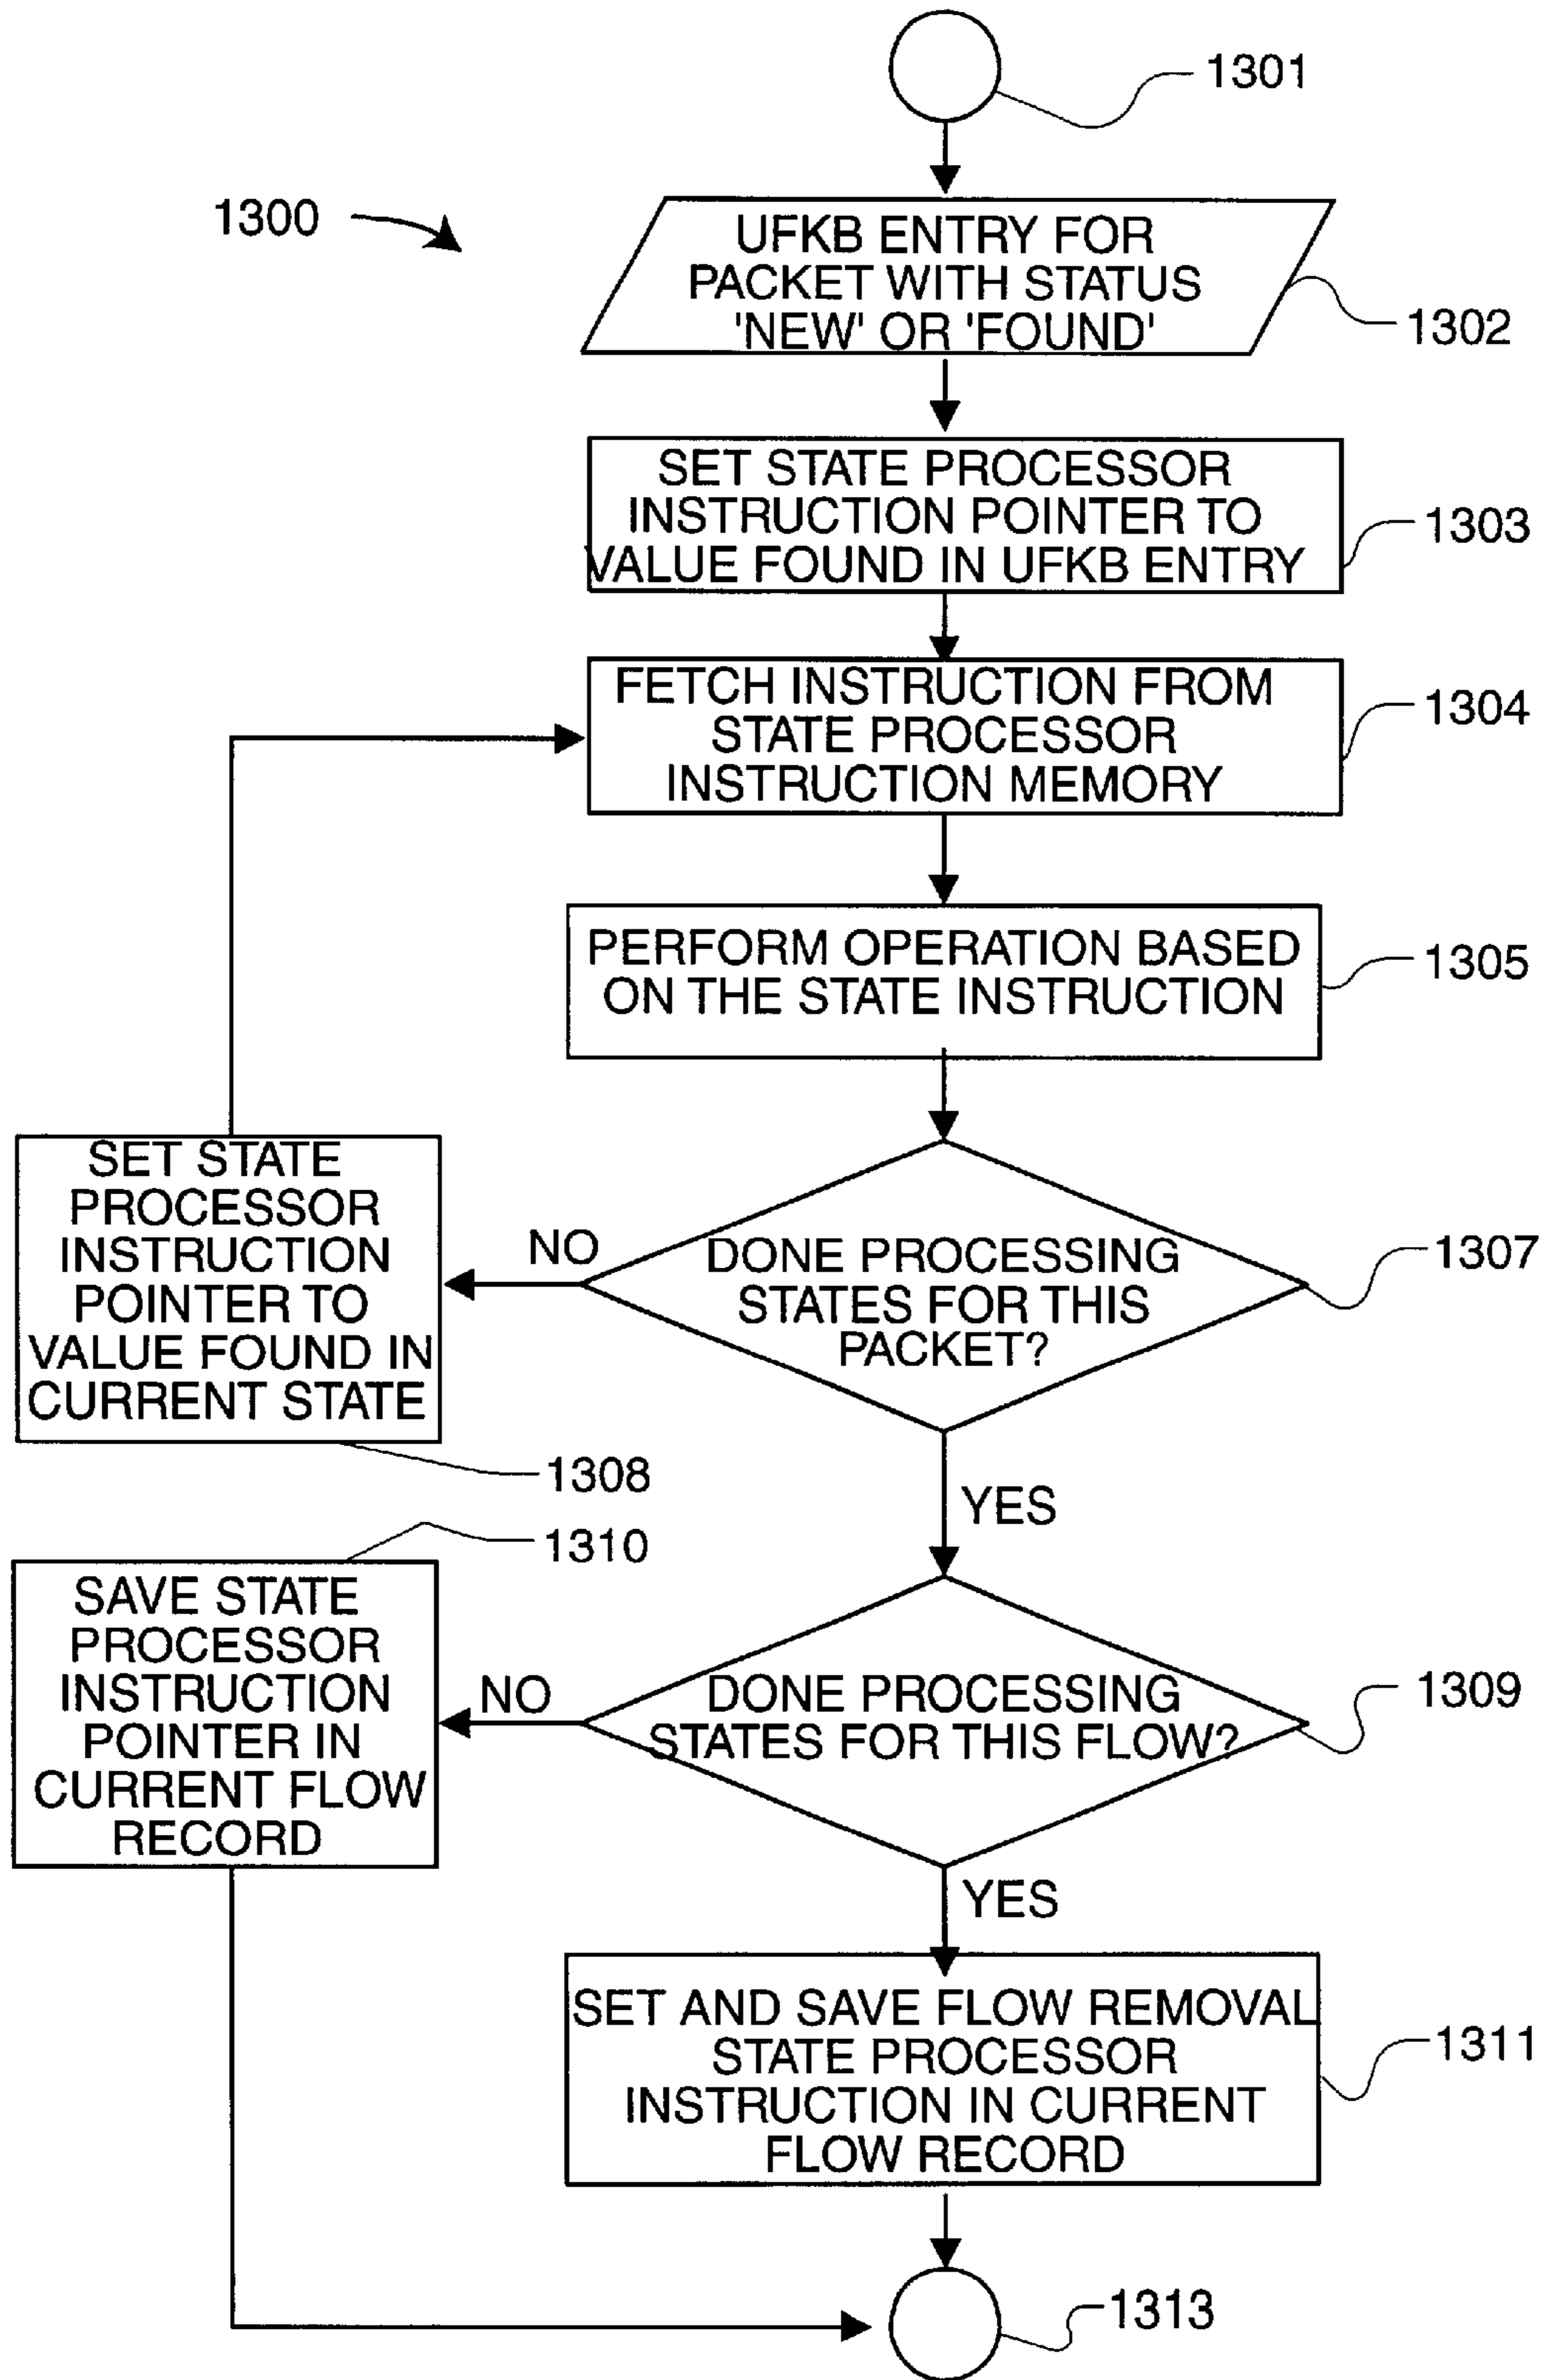 1301
1300
UFKB ENTRY FOR
PACKET WITH STATUS
'NEW' OR 'FOUND'
1302
SET STATE PROCESSOR
INSTRUCTION POINTER TO
VALUE FOUND IN UFKB ENTRY
1303
FETCH INSTRUCTION FROM
STATE PROCESSOR
INSTRUCTION MEMORY
1304
PERFORM OPERATION BASED
ON THE STATE INSTRUCTION
1305
SET STATE
PROCESSOR
INSTRUCTION
POINTER TO
VALUE FOUND IN
CURRENT STATE
1308
NO
DONE PROCESSING
STATES FOR THIS
PACKET?
1307
YES
1310
SAVE STATE
PROCESSOR
INSTRUCTION
POINTER IN
CURRENT FLOW
RECORD
NO
DONE PROCESSING
STATES FOR THIS FLOW?
1309
YES
SET AND SAVE FLOW REMOVAL
STATE PROCESSOR
INSTRUCTION IN CURRENT
FLOW RECORD
1311
1313